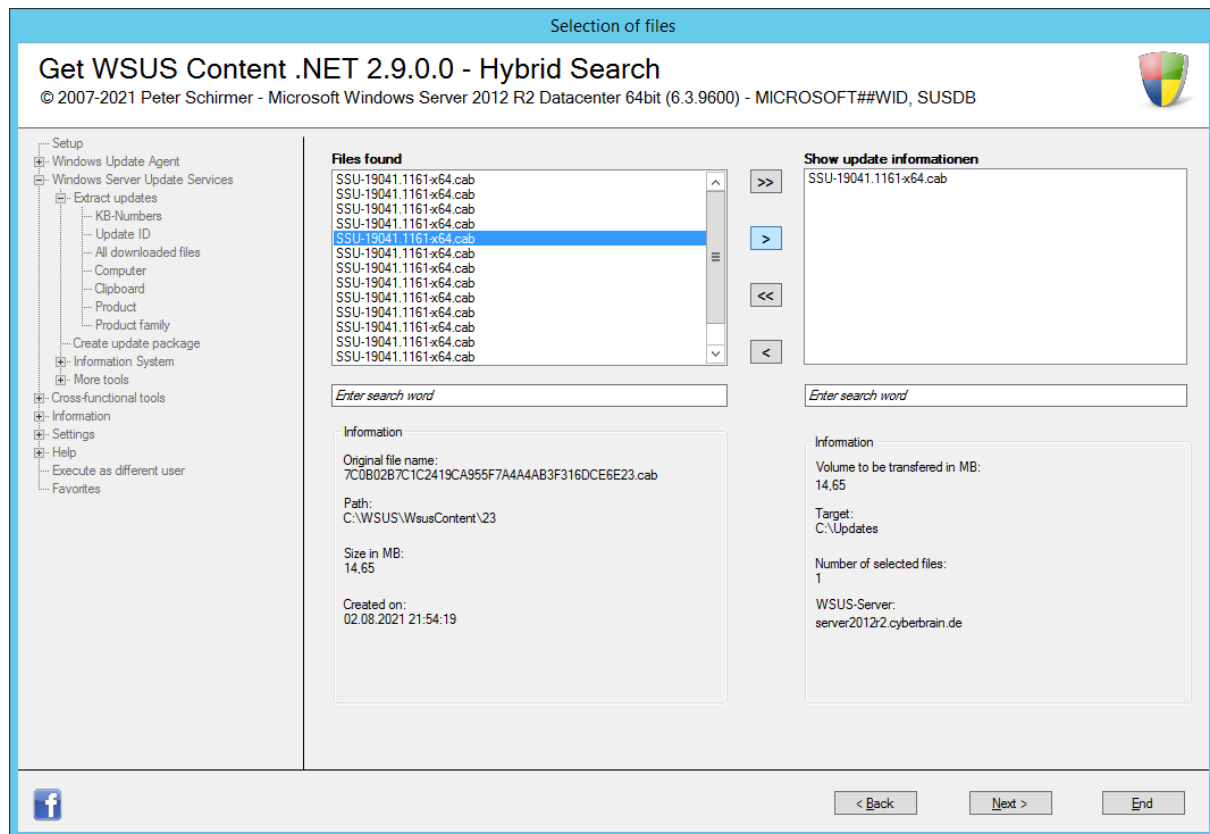 Selection of files
Get WSUS Content .NET 2.9.0.0 - Hybrid Search
© 2007-2021 Peter Schirmer - Microsoft Windows Server 2012 R2 Datacenter 64bit (6.3.9600) - MICROSOFT##WID, SUSDB
Setup
Windows Update Agent
Windows Server Update Services
Extract updates
KB-Numbers
Update ID
All downloaded files
Computer
Clipboard
Product
Product family
Create update package
Information System
More tools
Cross-functional tools
Information
Settings
Help
Execute as different user
Favorites
Files found
SSU-19041.1161-x64.cab
SSU-19041.1161-x64.cab
SSU-19041.1161-x64.cab
SSU-19041.1161-x64.cab
SSU-19041.1161-x64.cab
SSU-19041.1161-x64.cab
SSU-19041.1161-x64.cab
SSU-19041.1161-x64.cab
SSU-19041.1161-x64.cab
SSU-19041.1161-x64.cab
SSU-19041.1161-x64.cab
SSU-19041.1161-x64.cab
SSU-19041.1161-x64.cab
Enter search word
Information
Original file name:
7C0B02B7C1C2419CA955F7A4A4AB3F316DCE6E23.cab
Path:
C:\WSUS\WsusContent\23
Size in MB:
14,65
Created on:
02.08.2021 21:54:19
>>
>
<<
<
Show update informationen
SSU-19041.1161-x64.cab
Enter search word
Information
Volume to be transfered in MB:
14,65
Target:
C:\Updates
Number of selected files:
1
WSUS-Server:
server2012r2.cyberbrain.de
f
< Back
Next >
End